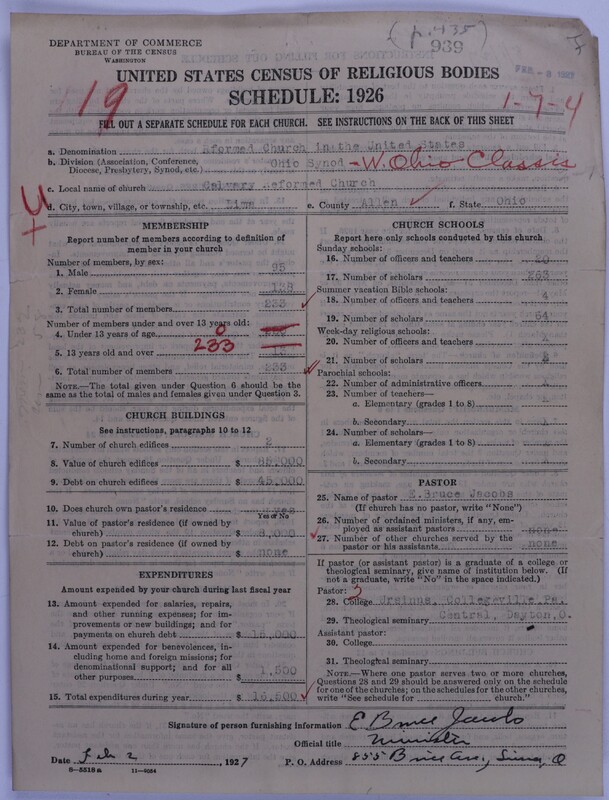 (p. 435)
939
DEPARTMENT OF COMMERCE
BUREAU OF THE CENSUS
WASHINGTON
UNITED STATES CENSUS OF RELIGIOUS BODIES
SCHEDULE: 1926
119
1-7-4
FILL OUT A SEPARATE SCHEDULE FOR EACH CHURCH. SEE INSTRUCTIONS ON THE BACK OF THIS SHEET
a. Denomination eformed Church in the United States
b. Division (Association, Conference, Diocese, Presbytery, Synod, etc.) Ohio Synod - W. Ohio Classis
c. Local name of church Calvary Reformed Church
d. City, town, village, or township, etc. e. County Allen f. State Ohio
MEMBERSHIP
Report number of members according to definition of
member in your church
Number of members, by sex:
1. Male 95
2. Female
3. Total number of members 233
Number of members under and over 13 years old:
4. Under 13 years of age 0
5. 13 years old and over 233
6. Total number of members 233
NOTE.—The total given under Question 6 should be the
same as the total of males and females given under Question 3.
CHURCH BUILDINGS
See instructions, paragraphs 10 to 12
7. Number of church edifices 2
8. Value of church edifices $ 85,000
9. Debt on church edifices $ 45,000
10. Does church own pastor's residence yes
Yes or No
11. Value of pastor's residence (if owned by
church) $ 8,000
12. Debt on pastor's residence (if owned by
church) $ none
EXPENDITURES
Amount expended by your church during last fiscal year
13. Amount expended for salaries, repairs,
and other running expenses; for im-
provements or new buildings; and for
payments on church debt $ 15,000
14. Amount expended for benevolences, in-
cluding home and foreign missions; for
denominational support; and for all
other purposes $ 1,500
15. Total expenditures during year $ 16,500
CHURCH SCHOOLS
Report here only schools conducted by this church
Sunday schools:
16. Number of officers and teachers 20
17. Number of scholars 263
Summer vacation Bible schools:
18. Number of officers and teachers 4
19. Number of scholars 64
Week-day religious schools:
20. Number of officers and teachers
21. Number of scholars
Parochial schools:
22. Number of administrative officers
23. Number of teachers—
a. Elementary (grades 1 to 8)
b. Secondary
24. Number of scholars—
a. Elementary (grades 1 to 8)
b. Secondary
PASTOR
25. Name of pastor E. Bruce Jacobs
(If church has no pastor, write "None")
26. Number of ordained ministers, if any, em-
ployed as assistant pastors none
27. Number of other churches served by the
pastor or his assistants none
If pastor (or assistant pastor) is a graduate of a college or
theological seminary, give name of institution below. (If
not a graduate, write "No" in the space indicated.)
Pastor:
28. College Ursinus, Collegeville, Pa.
29. Theological seminary Central, Dayton, O.
Assistant pastor:
30. College
31. Theological seminary
NOTE.—Where one pastor serves two or more churches,
Questions 28 and 29 should be answered only on the schedule
for one of the churches; on the schedules for the other churches,
write "See schedule for church."
Signature of person furnishing information E Bruce Jacobs
Official title Minister
Date Feb 2, 1927 P. O. Address 855 Brice Ave., Lima, O
8-5518a 11-9034